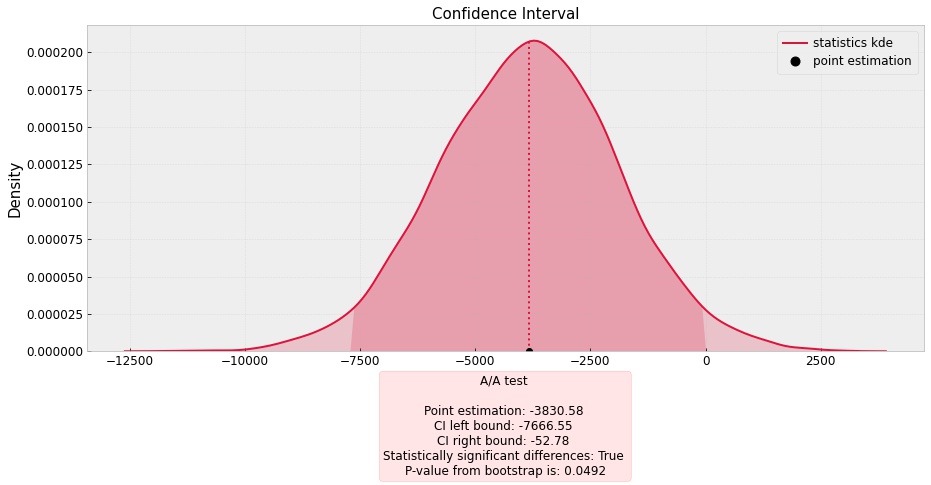 Confidence Interval
statistics kde
point estimation
Density
0.000200
0.000175
0.000150
0.000125
0.000100
0.000075
0.000050
0.000025
0.000000
−12500 −10000 −7500 −5000 −2500 0 2500
A/A test
Point estimation: -3830.58
CI left bound: -7666.55
CI right bound: -52.78
Statistically significant differences: True
P-value from bootstrap is: 0.0492